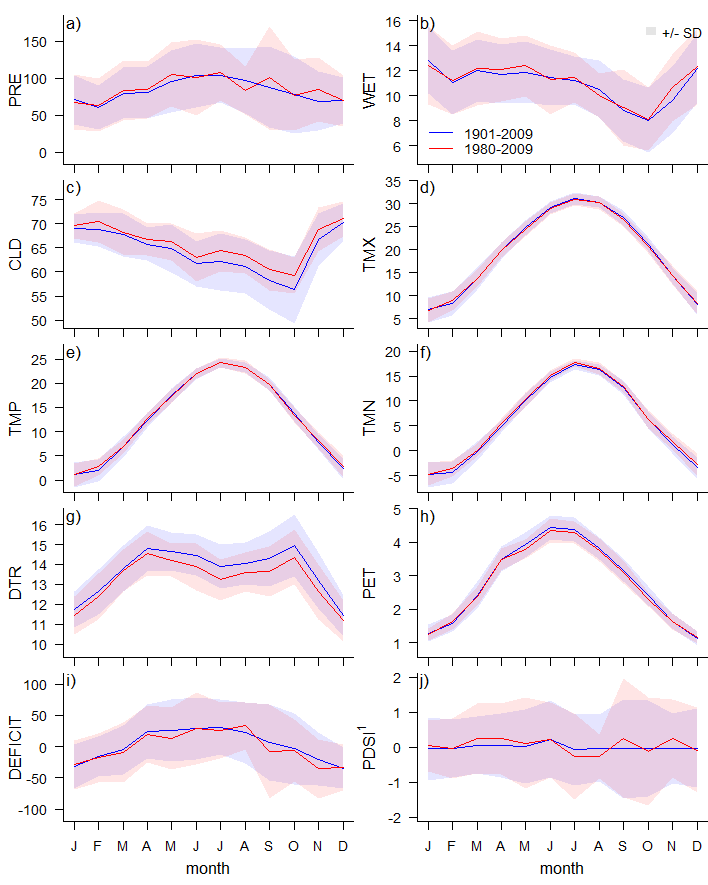 a)
PRE
150
100
50
0
b)
WET
16
14
12
10
8
6
+/- SD
1901-2009
1980-2009
c)
CLD
75
70
65
60
55
50
d)
TMX
35
30
25
20
15
10
5
e)
TMP
25
20
15
10
5
0
f)
TMN
20
15
10
5
0
-5
g)
DTR
16
15
14
13
12
11
10
h)
PET
5
4
3
2
1
i)
DEFICIT
100
50
0
-50
-100
J F M A M J J A S O N D
month
j)
PDSI¹
2
1
0
-1
-2
J F M A M J J A S O N D
month